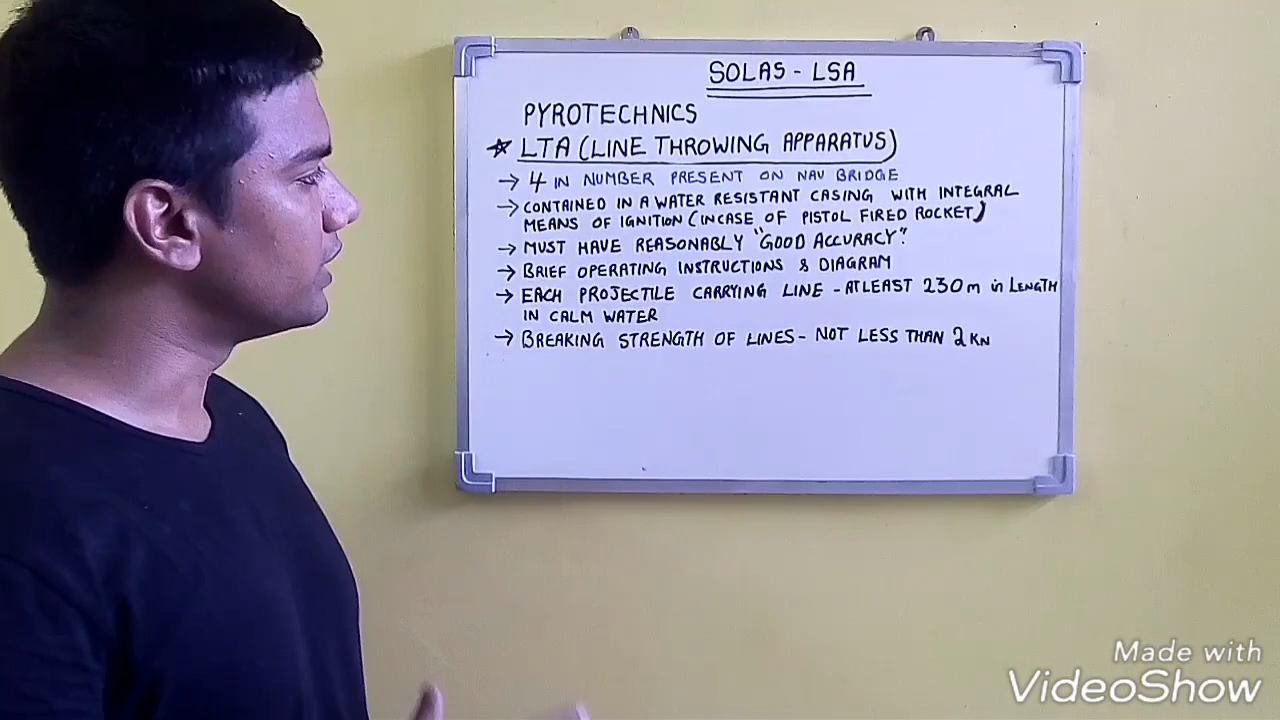 SOLAS - LSA
PYROTECHNICS
☆ LTA (LINE THROWING APPARATUS)
→ 4 IN NUMBER PRESENT ON NAV BRIDGE
→ CONTAINED IN A WATER RESISTANT CASING WITH INTEGRAL
MEANS OF IGNITION (INCASE OF PISTOL FIRED ROCKET)
→ MUST HAVE REASONABLY "GOOD ACCURACY".
→ BRIEF OPERATING INSTRUCTIONS & DIAGRAM
→ EACH PROJECTILE CARRYING LINE - ATLEAST 230m in LENGTH
IN CALM WATER
→ BREAKING STRENGTH OF LINES - NOT LESS THAN 2KN
Made with
VideoShow